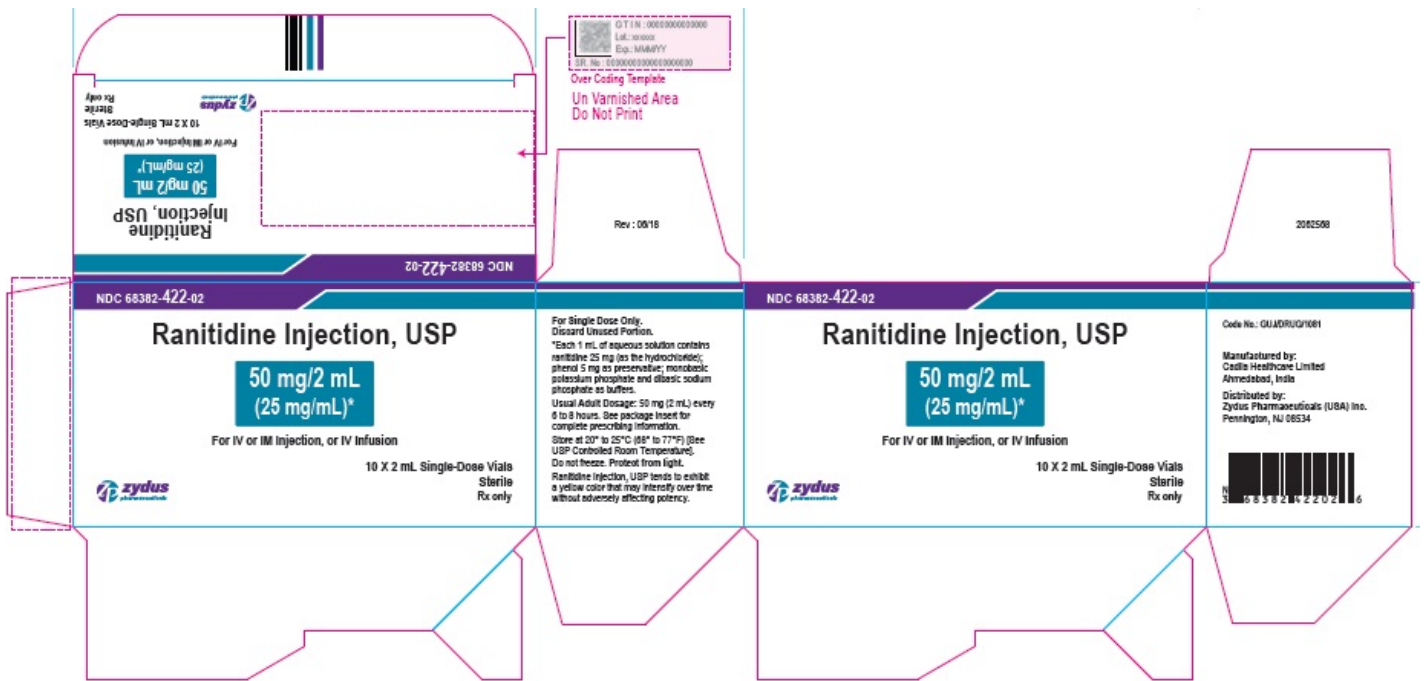 GTIN : 00000000000000
Lot.: xxxxxx
Exp.: MMM/YY
SR. No : 0000000000000000000
Over Coding Template
Un Varnished Area
Do Not Print
NDC 68382-422-02
Ranitidine
Injection, USP
50 mg/2 mL
(25 mg/mL)*
For IV or IM Injection, or IV Infusion
10 X 2 mL Single-Dose Vials
Sterile
Rx only
zydus
pharmaceuticals
Rev : 06/18
2062568
NDC 68382-422-02
Ranitidine Injection, USP
50 mg/2 mL
(25 mg/mL)*
For IV or IM Injection, or IV Infusion
10 X 2 mL Single-Dose Vials
Sterile
Rx only
zydus
pharmaceuticals
For Single Dose Only.
Discard Unused Portion.
*Each 1 mL of aqueous solution contains
ranitidine 25 mg (as the hydrochloride);
phenol 5 mg as preservative; monobasic
potassium phosphate and dibasic sodium
phosphate as buffers.
Usual Adult Dosage: 50 mg (2 mL) every
6 to 8 hours. See package insert for
complete prescribing information.
Store at 20° to 25°C (68° to 77°F) [See
USP Controlled Room Temperature].
Do not freeze. Protect from light.
Ranitidine Injection, USP tends to exhibit
a yellow color that may intensify over time
without adversely affecting potency.
NDC 68382-422-02
Ranitidine Injection, USP
50 mg/2 mL
(25 mg/mL)*
For IV or IM Injection, or IV Infusion
10 X 2 mL Single-Dose Vials
Sterile
Rx only
zydus
pharmaceuticals
Code No.: GUJ/DRUG/1081
Manufactured by:
Cadila Healthcare Limited
Ahmedabad, India
Distributed by:
Zydus Pharmaceuticals (USA) Inc.
Pennington, NJ 08534
N
3 68382 42202 6